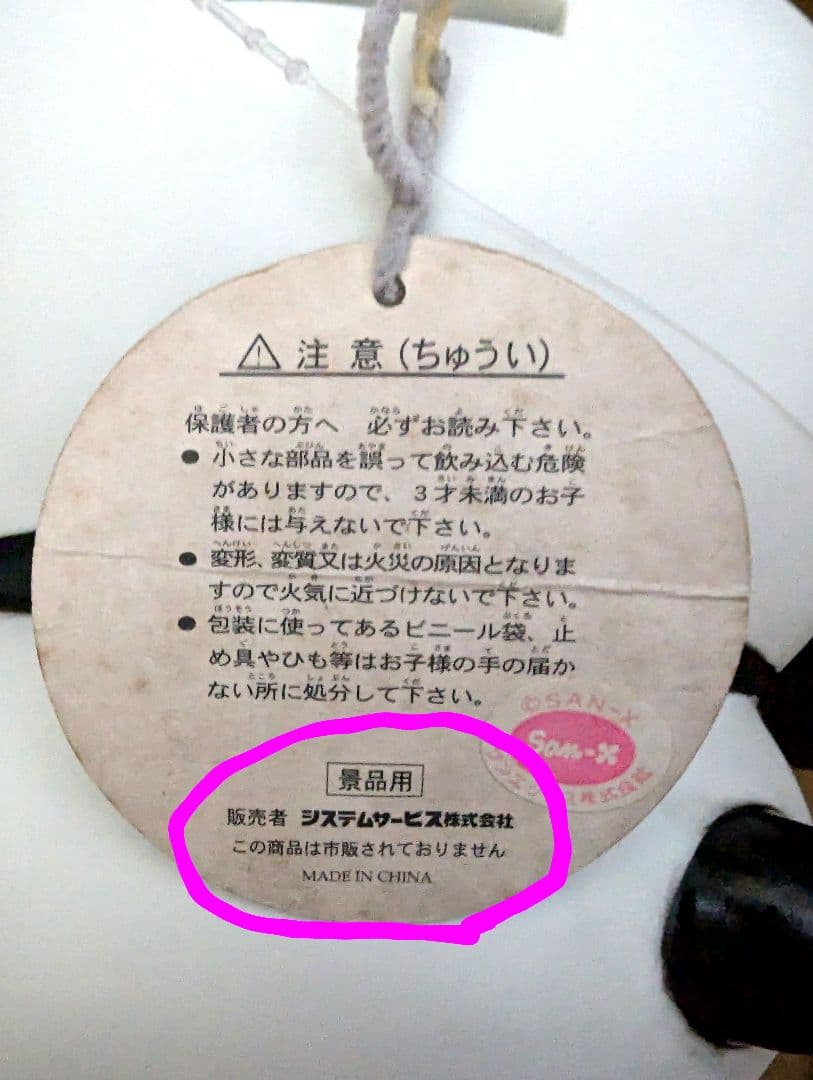 注意(ちゅうい)
保護者の方へ 必ずお読み下さい。
● 小さな部品を誤って飲み込む危険
がありますので、3才未満のお子
様には与えないで下さい。
● 変形、変質又は火災の原因となりま
すので火気に近づけないで下さい。
● 包装に使ってあるビニール袋、止
め具やひも等はお子様の手の届か
ない所に処分して下さい。
©SAN-X
San-X
株式会社
景品用
販売者 システムサービス株式会社
この商品は市販されておりません
MADE IN CHINA